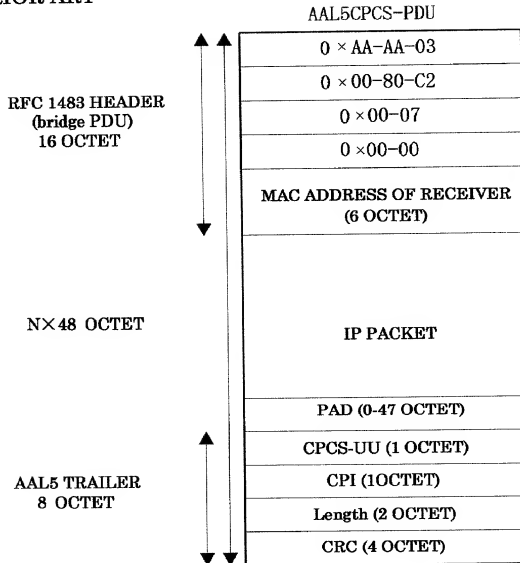 AAL5CPCS-PDU
0 × AA-AA-03
0 × 00-80-C2
0 × 00-07
0 ×00-00
RFC 1483 HEADER
(bridge PDU)
16 OCTET
MAC ADDRESS OF RECEIVER
(6 OCTET)
N×48 OCTET
IP PACKET
PAD (0-47 OCTET)
CPCS-UU (1 OCTET)
CPI (1OCTET)
Length (2 OCTET)
CRC (4 OCTET)
AAL5 TRAILER
8 OCTET